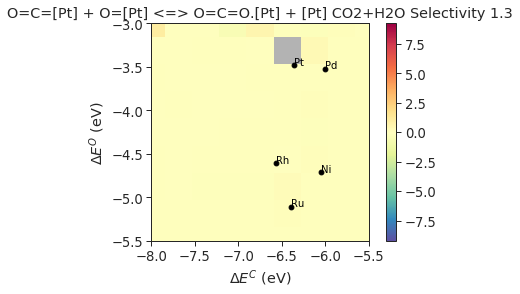 O=C=[Pt] + O=[Pt] <=> O=C=O.[Pt] + [Pt] CO2+H2O Selectivity 1.3
−3.0
−3.5
−4.0
−4.5
−5.0
−5.5
ΔE^O (eV)
Pt
Pd
Rh
Ni
Ru
−8.0 −7.5 −7.0 −6.5 −6.0 −5.5
ΔE^C (eV)
7.5
5.0
2.5
0.0
−2.5
−5.0
−7.5